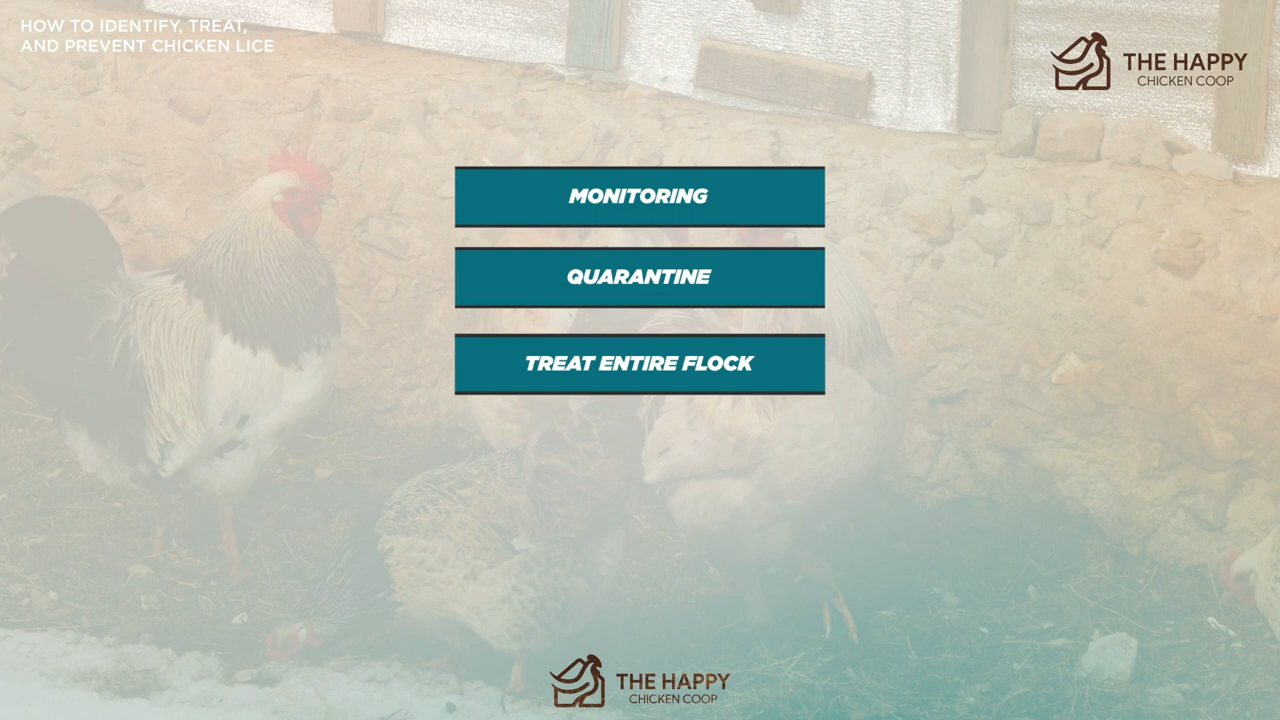 HOW TO IDENTIFY, TREAT,
AND PREVENT CHICKEN LICE
THE HAPPY
CHICKEN COOP
MONITORING
QUARANTINE
TREAT ENTIRE FLOCK
THE HAPPY
CHICKEN COOP